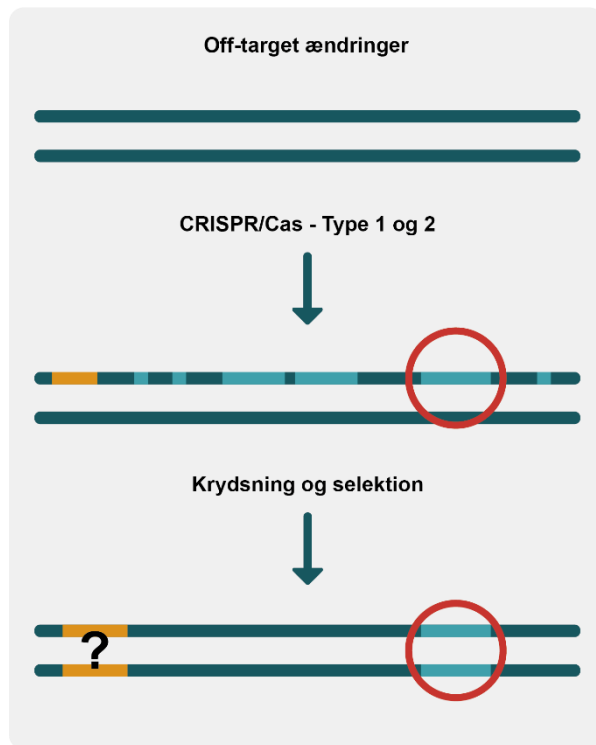 Off-target ændringer
CRISPR/Cas - Type 1 og 2
Krydsning og selektion
?